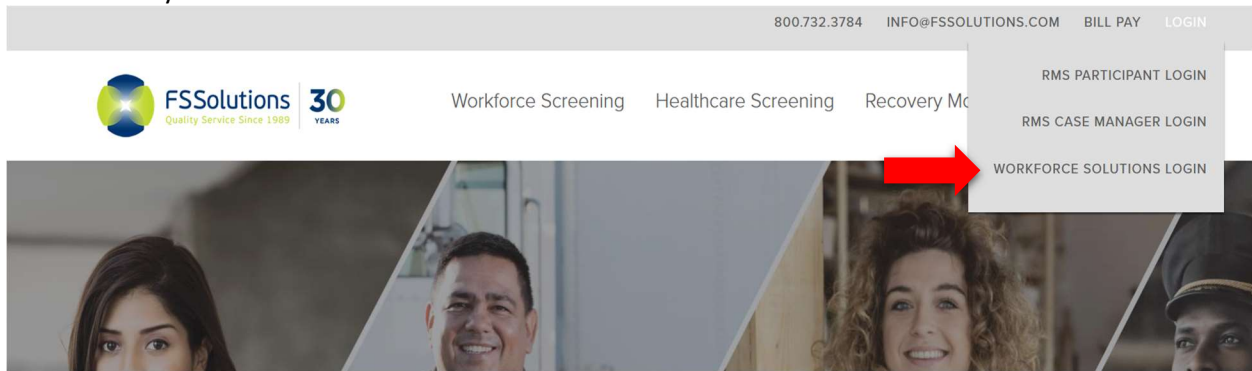 800.732.3784 INFO@FSSOLUTIONS.COM BILL PAY LOGIN
RMS PARTICIPANT LOGIN
RMS CASE MANAGER LOGIN
WORKFORCE SOLUTIONS LOGIN
FSSolutions
Quality Service Since 1989
30
YEARS
Workforce Screening Healthcare Screening Recovery